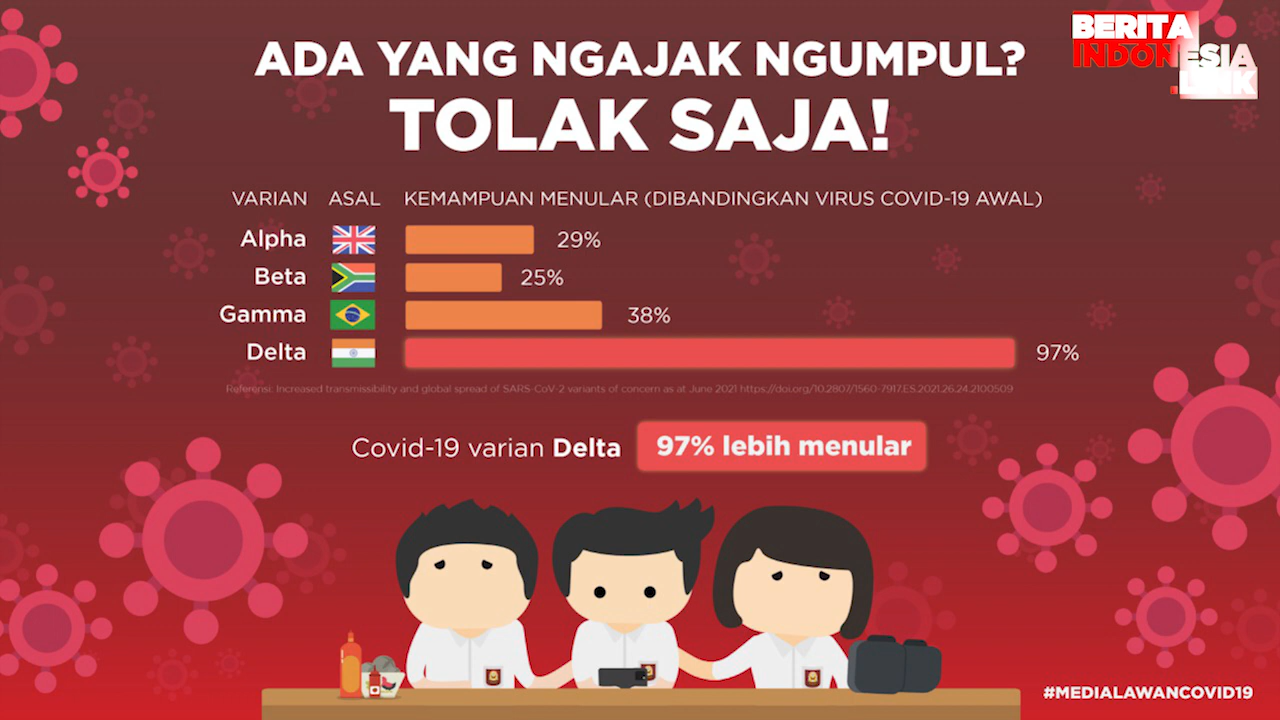 BERITA
INDONESIA
.LINK
ADA YANG NGAJAK NGUMPUL?
TOLAK SAJA!
VARIAN ASAL KEMAMPUAN MENULAR (DIBANDINGKAN VIRUS COVID-19 AWAL)
Alpha 29%
Beta 25%
Gamma 38%
Delta 97%
Referensi: Increased transmissibility and global spread of SARS-CoV-2 variants of concern as at June 2021 https://doi.org/10.2807/1560-7917.ES.2021.26.24.2100509
Covid-19 varian Delta 97% lebih menular
#MEDIALAWANCOVID19